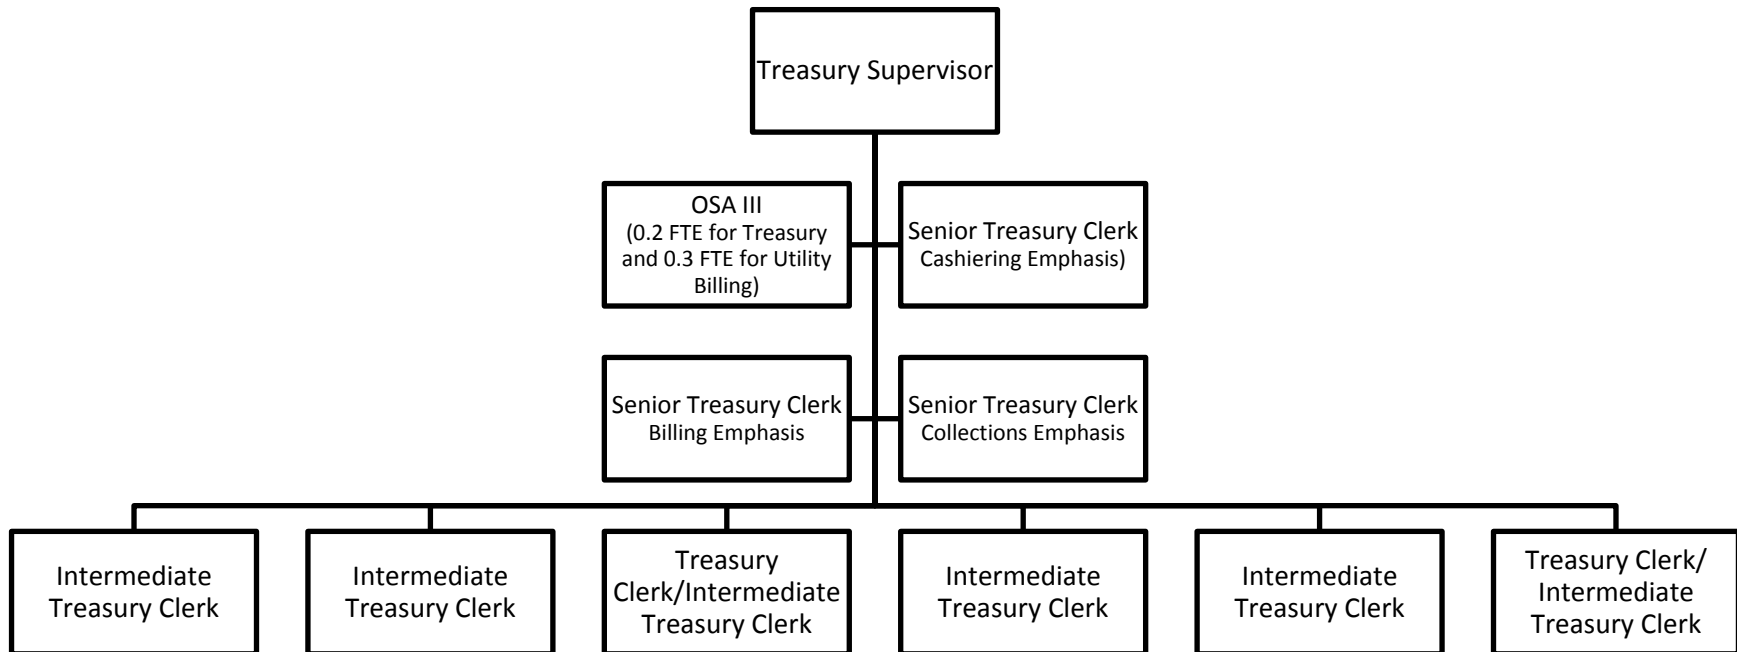 Treasury Supervisor
OSA III
(0.2 FTE for Treasury
and 0.3 FTE for Utility
Billing)
Senior Treasury Clerk
Cashiering Emphasis)
Senior Treasury Clerk
Billing Emphasis
Senior Treasury Clerk
Collections Emphasis
Intermediate
Treasury Clerk
Intermediate
Treasury Clerk
Treasury
Clerk/Intermediate
Treasury Clerk
Intermediate
Treasury Clerk
Intermediate
Treasury Clerk
Treasury Clerk/
Intermediate
Treasury Clerk